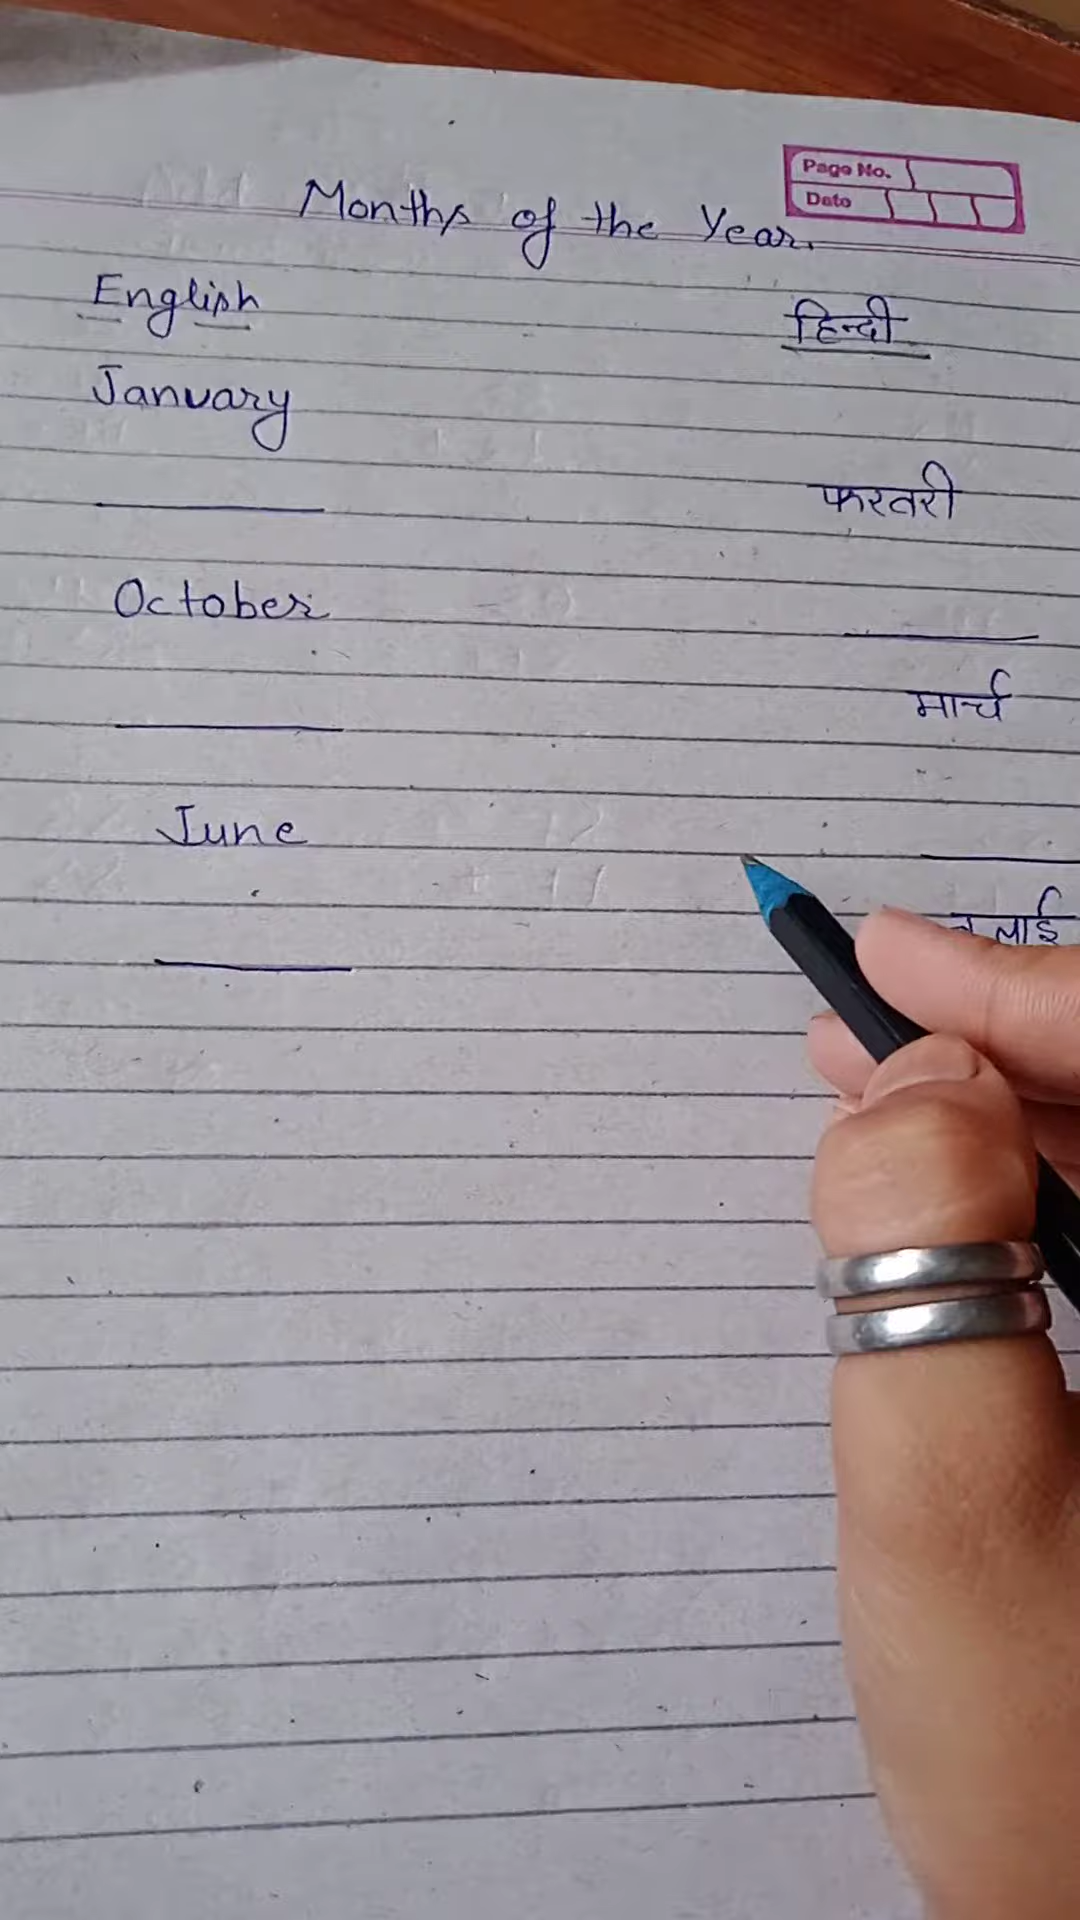 Page No.
Date
Months of the Year.
English हिन्दी
January
फरवरी
October
मार्च
June
लाई